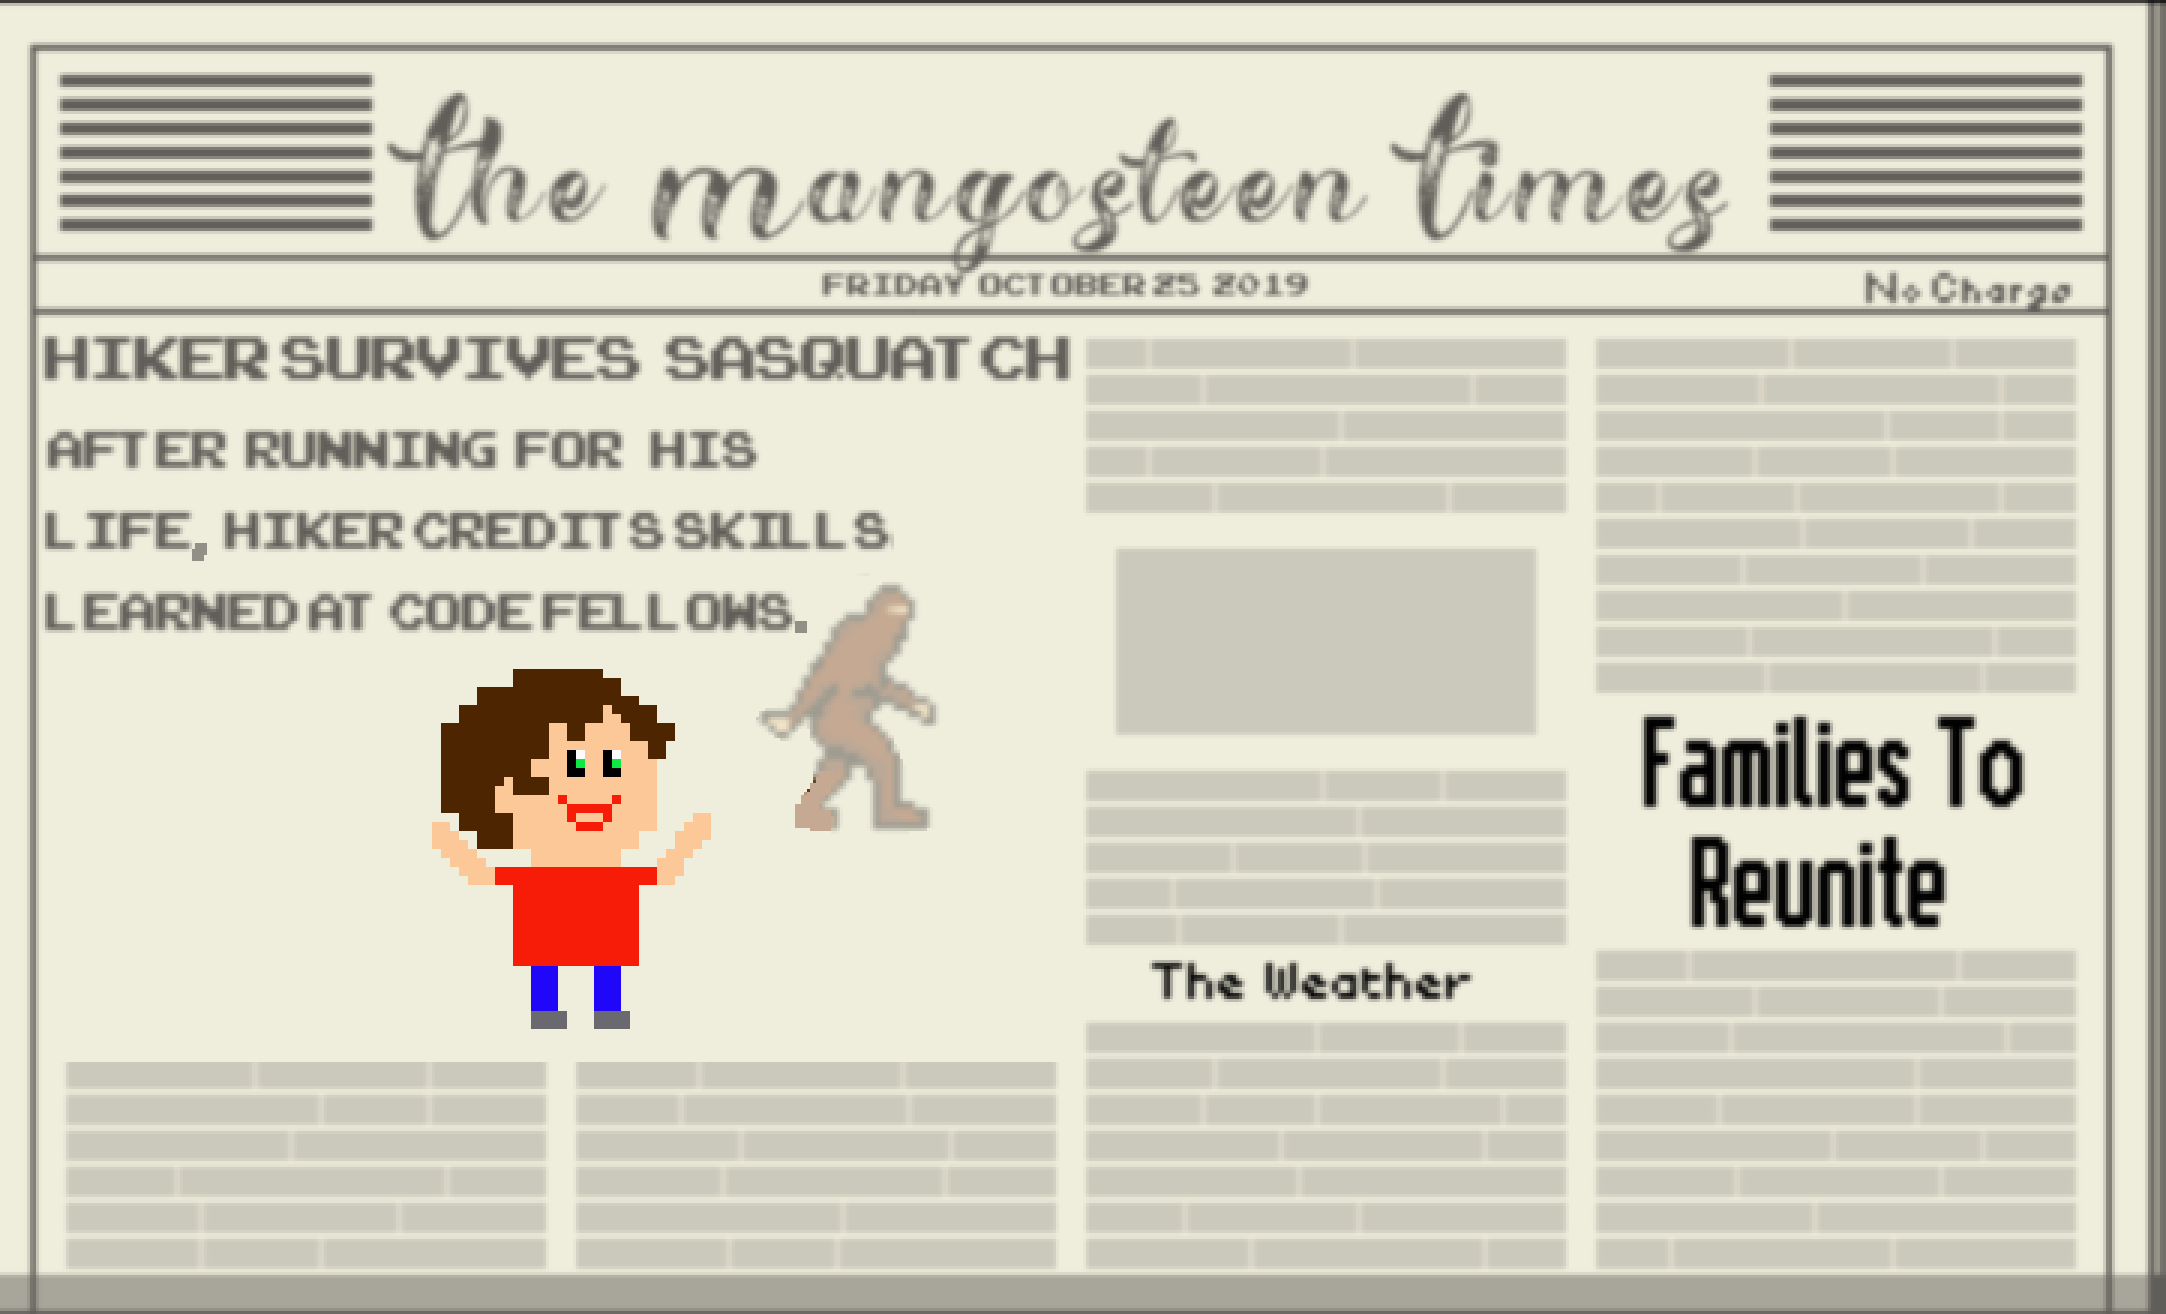 the mangosteen times
FRIDAY OCTOBER 25 2019
No Charge
HIKER SURVIVES SASQUATCH
AFTER RUNNING FOR HIS
LIFE, HIKER CREDITS SKILLS
LEARNED AT CODE FELLOWS.
The Weather
Families To
Reunite